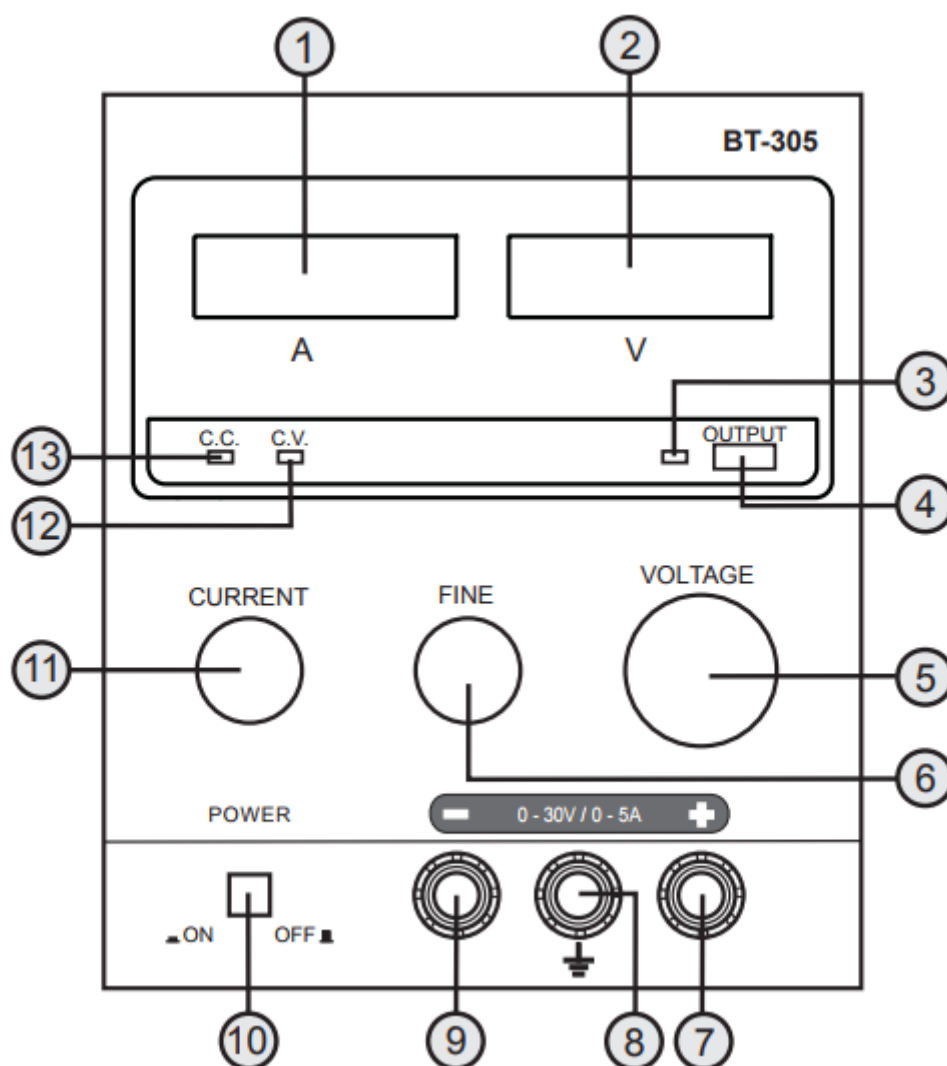 1 2
BT-305
A V
3
C.C. C.V. OUTPUT
13
12 4
CURRENT FINE VOLTAGE
11 5
6
POWER - 0 - 30V / 0 - 5A +
ON OFF
10 9 8 7